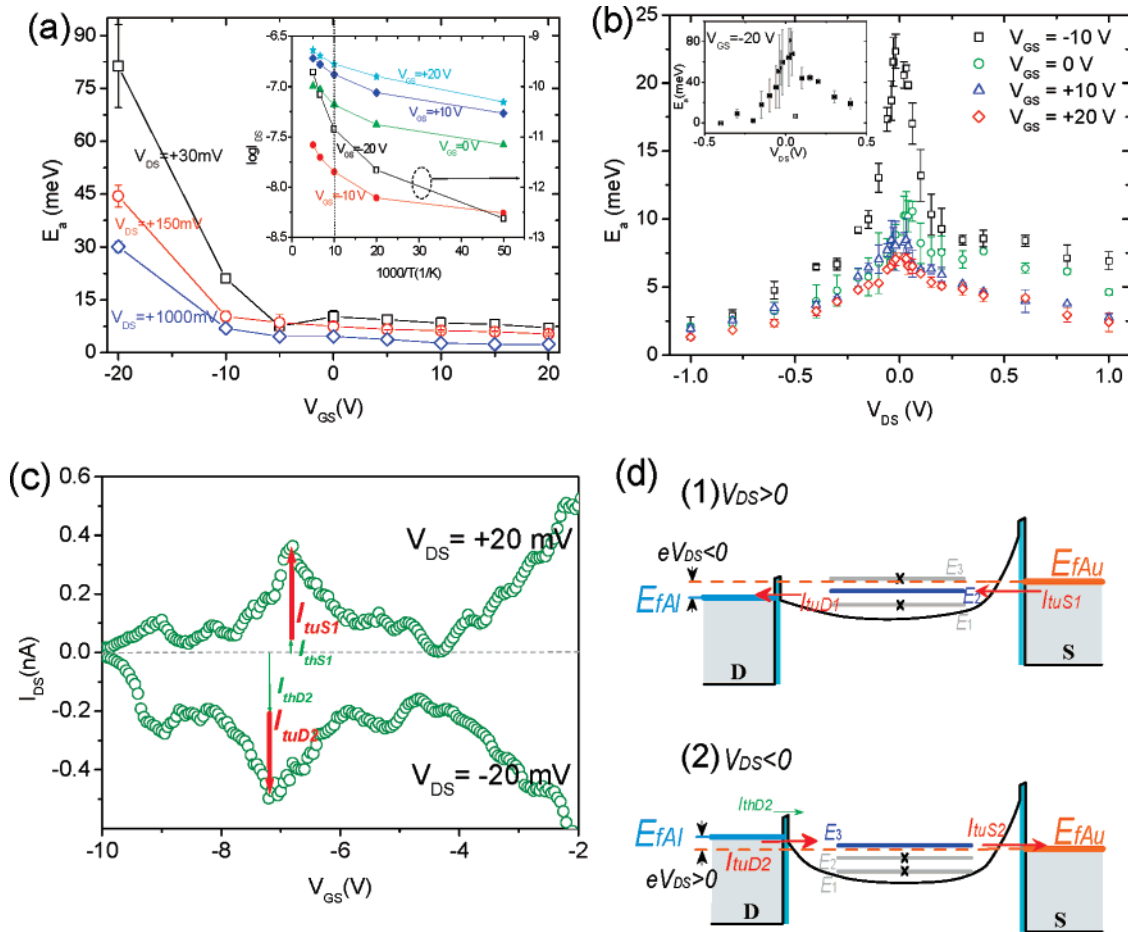 (a)
E_a (meV)
90
75
60
45
30
15
0
-20
-10
0
10
20
V_GS(V)
V_DS=+30mV
V_DS=+150mV
V_DS=+1000mV
logI_DS
-7.0
-7.5
-8.0
-9
-10
-11
-12
-13
0
10
20
30
40
50
1000/T(1/K)
V_GS=+20 V
V_GS=+10 V
V_GS=0 V
V_GS=-20 V
V_GS=-10 V
(b)
E_a (meV)
25
20
15
10
5
0
-1.0
-0.5
0.0
0.5
1.0
V_DS (V)
V_GS=-20 V
E_a (meV)
80
40
0
-0.5
0.0
0.5
V_DS(V)
V_GS = -10 V
V_GS = 0 V
V_GS = +10 V
V_GS = +20 V
(c)
I_DS(nA)
0.6
0.4
0.2
0.0
-0.2
-0.4
-10
-8
-6
-4
-2
V_GS(V)
V_DS= +20 mV
I_tuS1
I_thS1
I_thD2
I_tuD2
V_DS= -20 mV
(d)
(1) V_DS>0
eV_DS<0
E_fAl
E_3
E_1
I_tuD1
I_tuS1
E_fAu
D
S
(2) V_DS<0
I_thD2
E_fAl
E_3
I_tuS2
E_fAu
I_tuD2
E_2
E_1
eV_DS>0
D
S